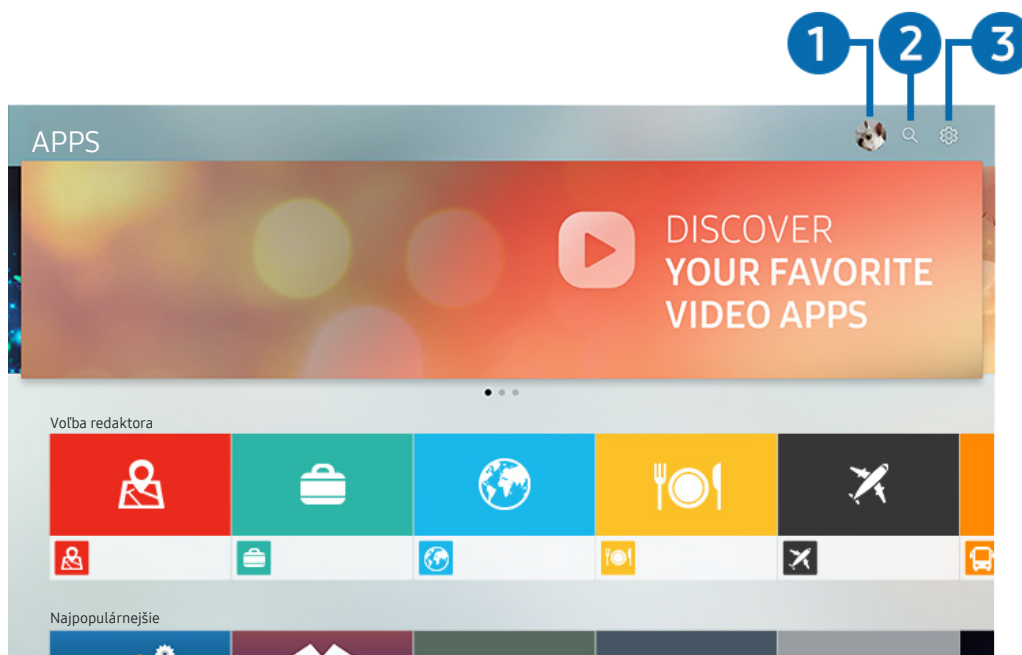 1 2 3
APPS
DISCOVER
YOUR FAVORITE
VIDEO APPS
Voľba redaktora
Najpopulárnejšie